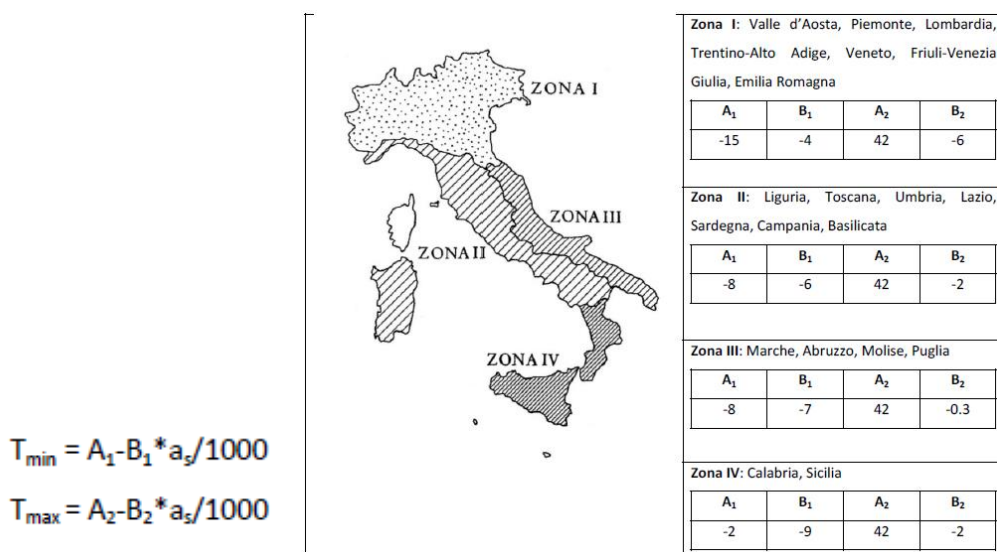 T_min = A₁-B₁*a_s/1000
T_max = A₂-B₂*a_s/1000
ZONA I
ZONA III
ZONA II
ZONA IV
Zona I: Valle d'Aosta, Piemonte, Lombardia,
Trentino-Alto Adige, Veneto, Friuli-Venezia
Giulia, Emilia Romagna
A₁ B₁ A₂ B₂
-15 -4 42 -6
Zona II: Liguria, Toscana, Umbria, Lazio,
Sardegna, Campania, Basilicata
A₁ B₁ A₂ B₂
-8 -6 42 -2
Zona III: Marche, Abruzzo, Molise, Puglia
A₁ B₁ A₂ B₂
-8 -7 42 -0.3
Zona IV: Calabria, Sicilia
A₁ B₁ A₂ B₂
-2 -9 42 -2